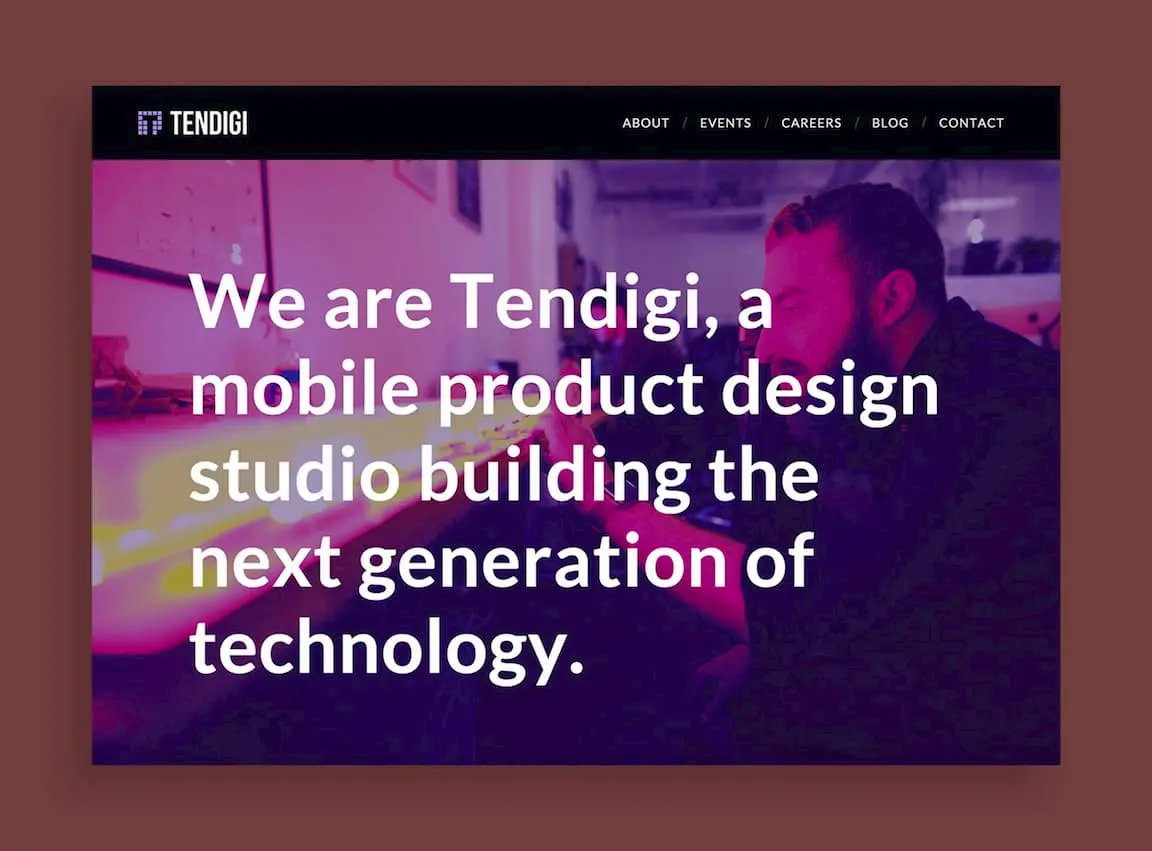 TENDIGI
ABOUT / EVENTS / CAREERS / BLOG / CONTACT
We are Tendigi, a
mobile product design
studio building the
next generation of
technology.